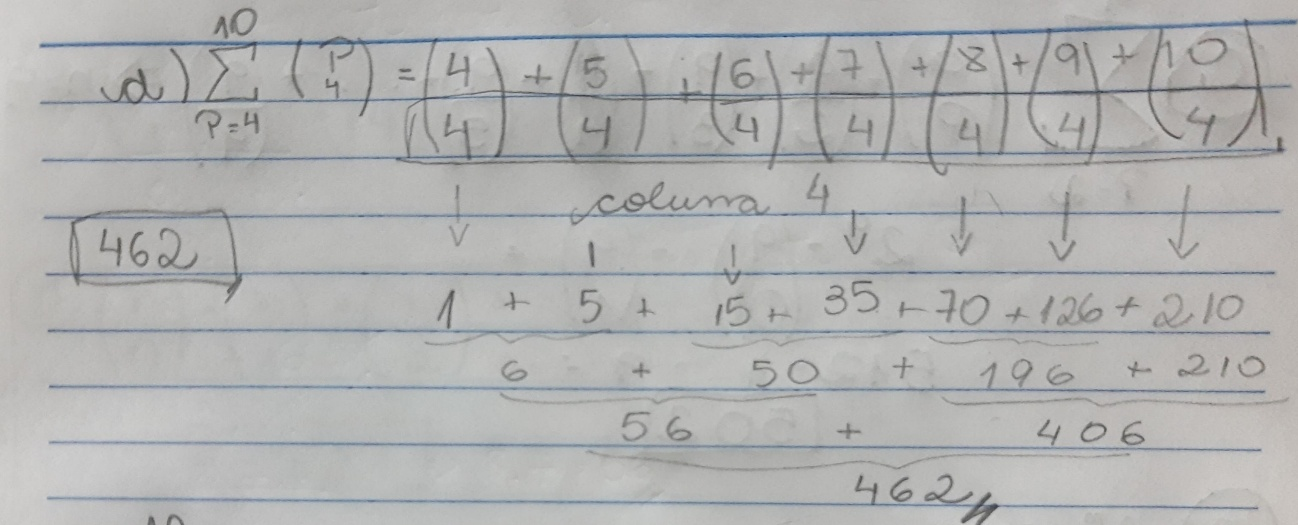 d) 10 ∑ P=4 (P 4) = (4 4) + (5 4) + (6 4) + (7 4) + (8 4) + (9 4) + (10 4)
coluna 4
462
1 + 5 + 15 + 35 + 70 + 126 + 210
6 + 50 + 196 + 210
56 + 406
462